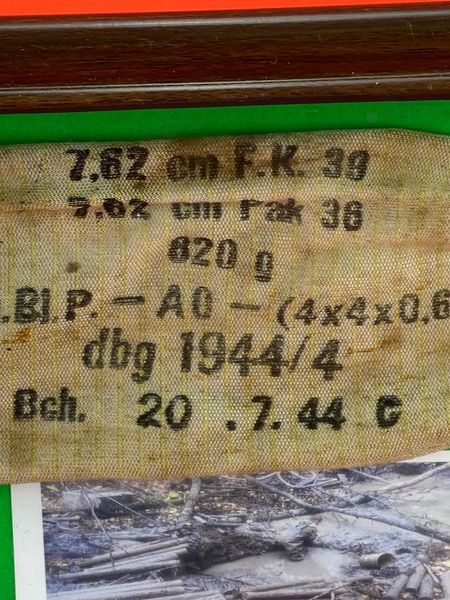 7,62 cm F.K. 39
7,62 cm Pak 36
820 g
.Bl.P. – A0 – (4x4x0,6
dbg 1944/4
Bch. 20 .7. 44 G